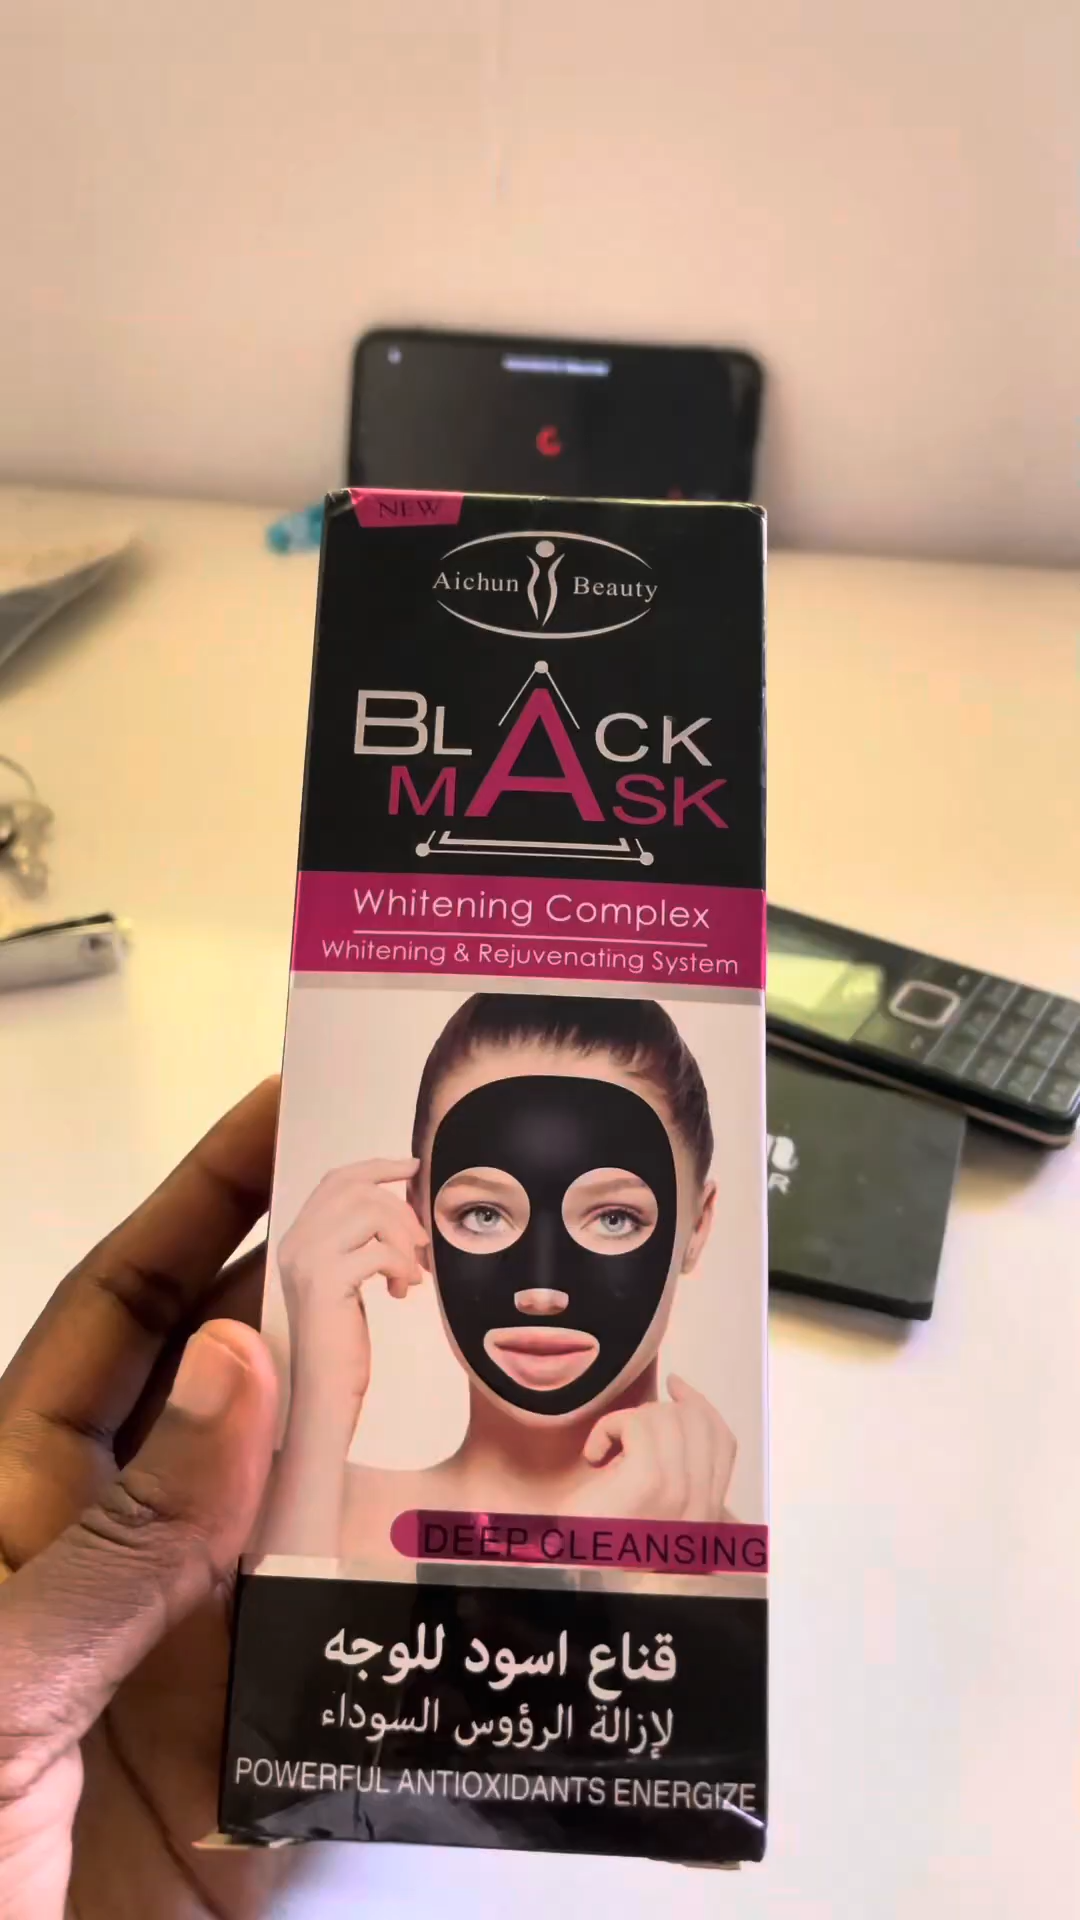 NEW
Aichun Beauty
BLACK
MASK
Whitening Complex
Whitening & Rejuvenating System
DEEP CLEANSING
قناع اسود للوجه
لإزالة الرؤوس السوداء
POWERFUL ANTIOXIDANTS ENERGIZE